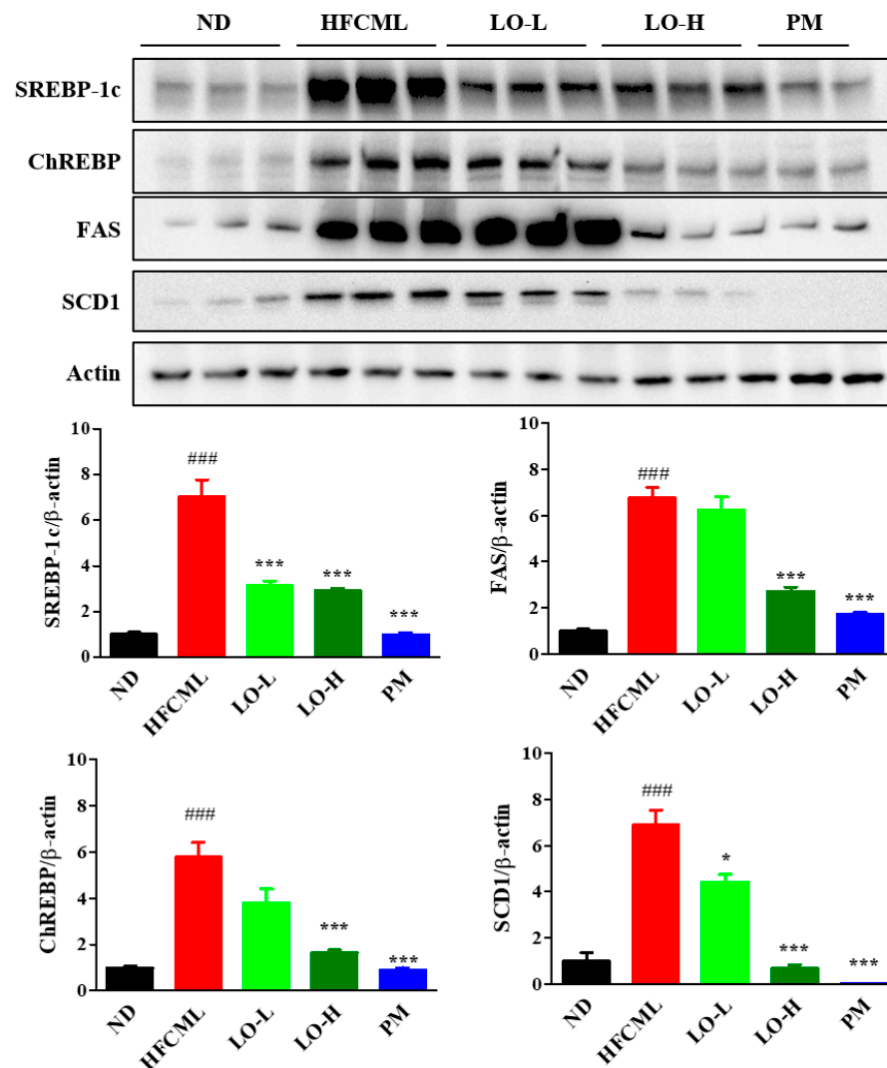 ND HFCML LO-L LO-H PM
SREBP-1c
ChREBP
FAS
SCD1
Actin
SREBP-1c/β-actin
10
8
6
4
2
0
###
***
***
***
ND HFCML LO-L LO-H PM
FAS/β-actin
10
8
6
4
2
0
###
***
***
ND HFCML LO-L LO-H PM
ChREBP/β-actin
10
8
6
4
2
0
###
***
***
ND HFCML LO-L LO-H PM
SCD1/β-actin
10
8
6
4
2
0
###
*
***
***
ND HFCML LO-L LO-H PM